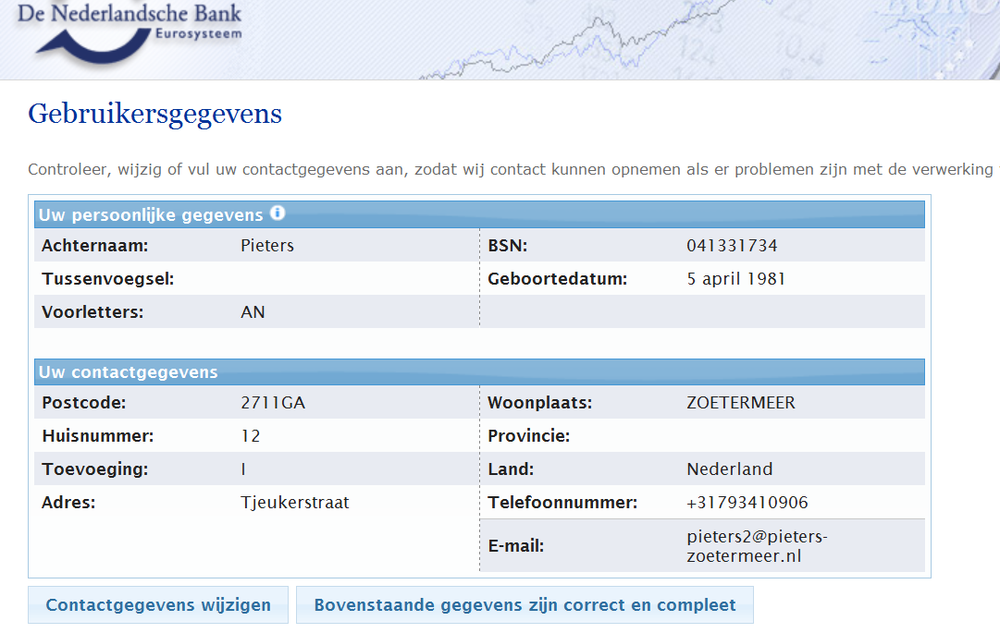 De Nederlandsche Bank
Eurosysteem
Gebruikersgegevens
Controleer, wijzig of vul uw contactgegevens aan, zodat wij contact kunnen opnemen als er problemen zijn met de verwerking
Uw persoonlijke gegevens
Achternaam: Pieters BSN: 041331734
Tussenvoegsel: Geboortedatum: 5 april 1981
Voorletters: AN
Uw contactgegevens
Postcode: 2711GA Woonplaats: ZOETERMEER
Huisnummer: 12 Provincie:
Toevoeging: I Land: Nederland
Adres: Tjeukerstraat Telefoonnummer: +31793410906
E-mail: pieters2@pieters-
zoetermeer.nl
Contactgegevens wijzigen Bovenstaande gegevens zijn correct en compleet